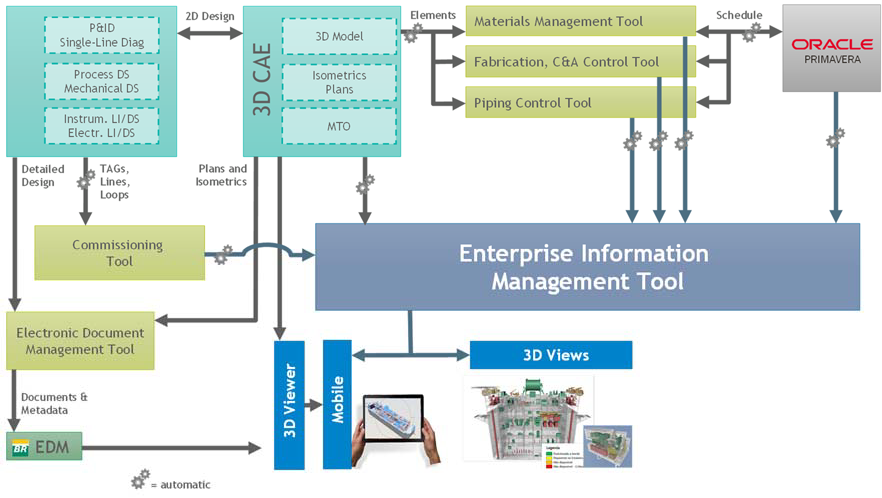 P&ID
Single-Line Diag
Process DS
Mechanical DS
Instrum. LI/DS
Electr. LI/DS
2D Design
3D CAE
3D Model
Isometrics
Plans
MTO
Elements
Materials Management Tool
Fabrication, C&A Control Tool
Piping Control Tool
Schedule
ORACLE
PRIMAVERA
Detailed
Design
TAGs,
Lines,
Loops
Plans and
Isometrics
Commissioning
Tool
Enterprise Information
Management Tool
Electronic Document
Management Tool
Documents &
Metadata
BR
EDM
3D Viewer
Mobile
3D Views
Legenda
= automatic